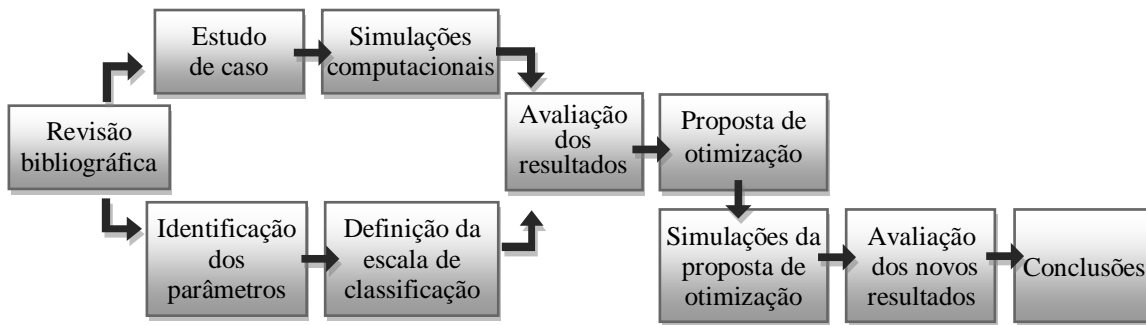 Revisão
bibliográfica
Estudo
de caso
Simulações
computacionais
Identificação
dos
parâmetros
Definição da
escala de
classificação
Avaliação
dos
resultados
Proposta de
otimização
Simulações da
proposta de
otimização
Avaliação
dos novos
resultados
Conclusões